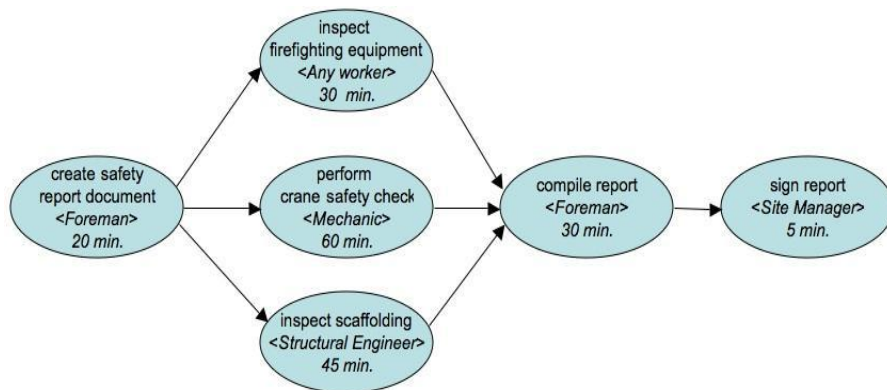 inspect
firefighting equipment
<Any worker>
30 min.
create safety
report document
<Foreman>
20 min.
perform
crane safety check
<Mechanic>
60 min.
compile report
<Foreman>
30 min.
sign report
<Site Manager>
5 min.
inspect scaffolding
<Structural Engineer>
45 min.